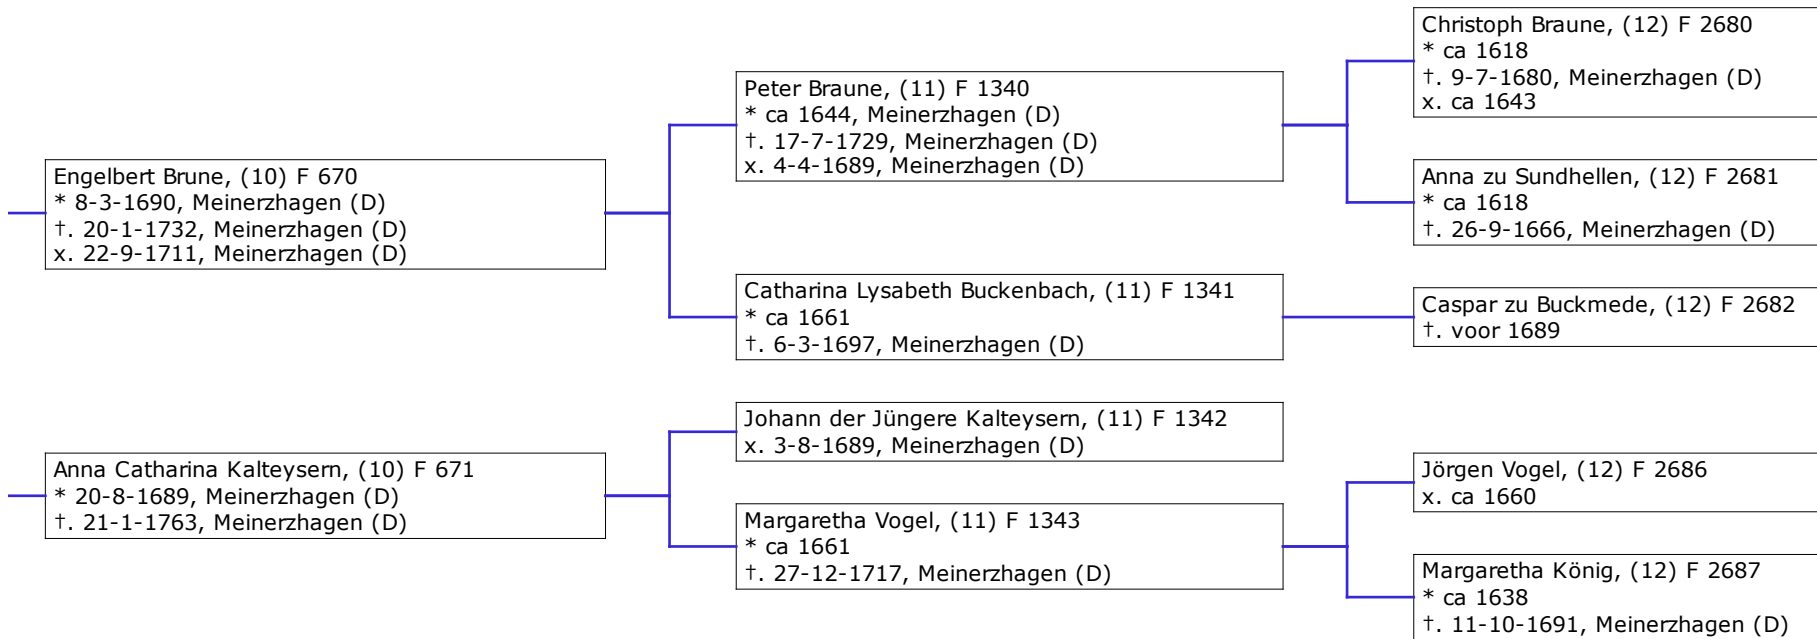 Engelbert Brune, (10) F 670
* 8-3-1690, Meinerzhagen (D)
†. 20-1-1732, Meinerzhagen (D)
x. 22-9-1711, Meinerzhagen (D)
Anna Catharina Kalteysern, (10) F 671
* 20-8-1689, Meinerzhagen (D)
†. 21-1-1763, Meinerzhagen (D)
Peter Braune, (11) F 1340
* ca 1644, Meinerzhagen (D)
†. 17-7-1729, Meinerzhagen (D)
x. 4-4-1689, Meinerzhagen (D)
Catharina Lysabeth Buckenbach, (11) F 1341
* ca 1661
†. 6-3-1697, Meinerzhagen (D)
Johann der Jüngere Kalteysern, (11) F 1342
x. 3-8-1689, Meinerzhagen (D)
Margaretha Vogel, (11) F 1343
* ca 1661
†. 27-12-1717, Meinerzhagen (D)
Christoph Braune, (12) F 2680
* ca 1618
†. 9-7-1680, Meinerzhagen (D)
x. ca 1643
Anna zu Sundhellen, (12) F 2681
* ca 1618
†. 26-9-1666, Meinerzhagen (D)
Caspar zu Buckmede, (12) F 2682
†. voor 1689
Jörgen Vogel, (12) F 2686
x. ca 1660
Margaretha König, (12) F 2687
* ca 1638
†. 11-10-1691, Meinerzhagen (D)